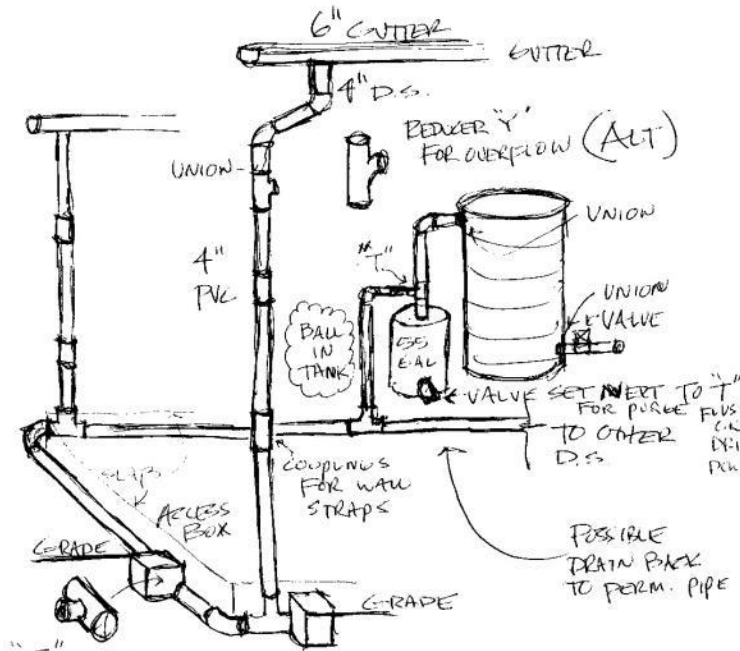 6" GUTTER
GUTTER
4" D.S.
REDUCER "Y"
FOR OVERFLOW (ALT)
UNION
UNION
"T"
4"
PVC
UNION
VALVE
BALL
IN
TANK
55
GAL
VALVE SET NEXT TO "T"
FOR PURGE
TO OTHER
D.S.
COUPLINGS
FOR WALL
STRAPS
SLAB
ACCESS
BOX
GRADE
GRADE
POSSIBLE
DRAIN BACK
TO PERM. PIPE